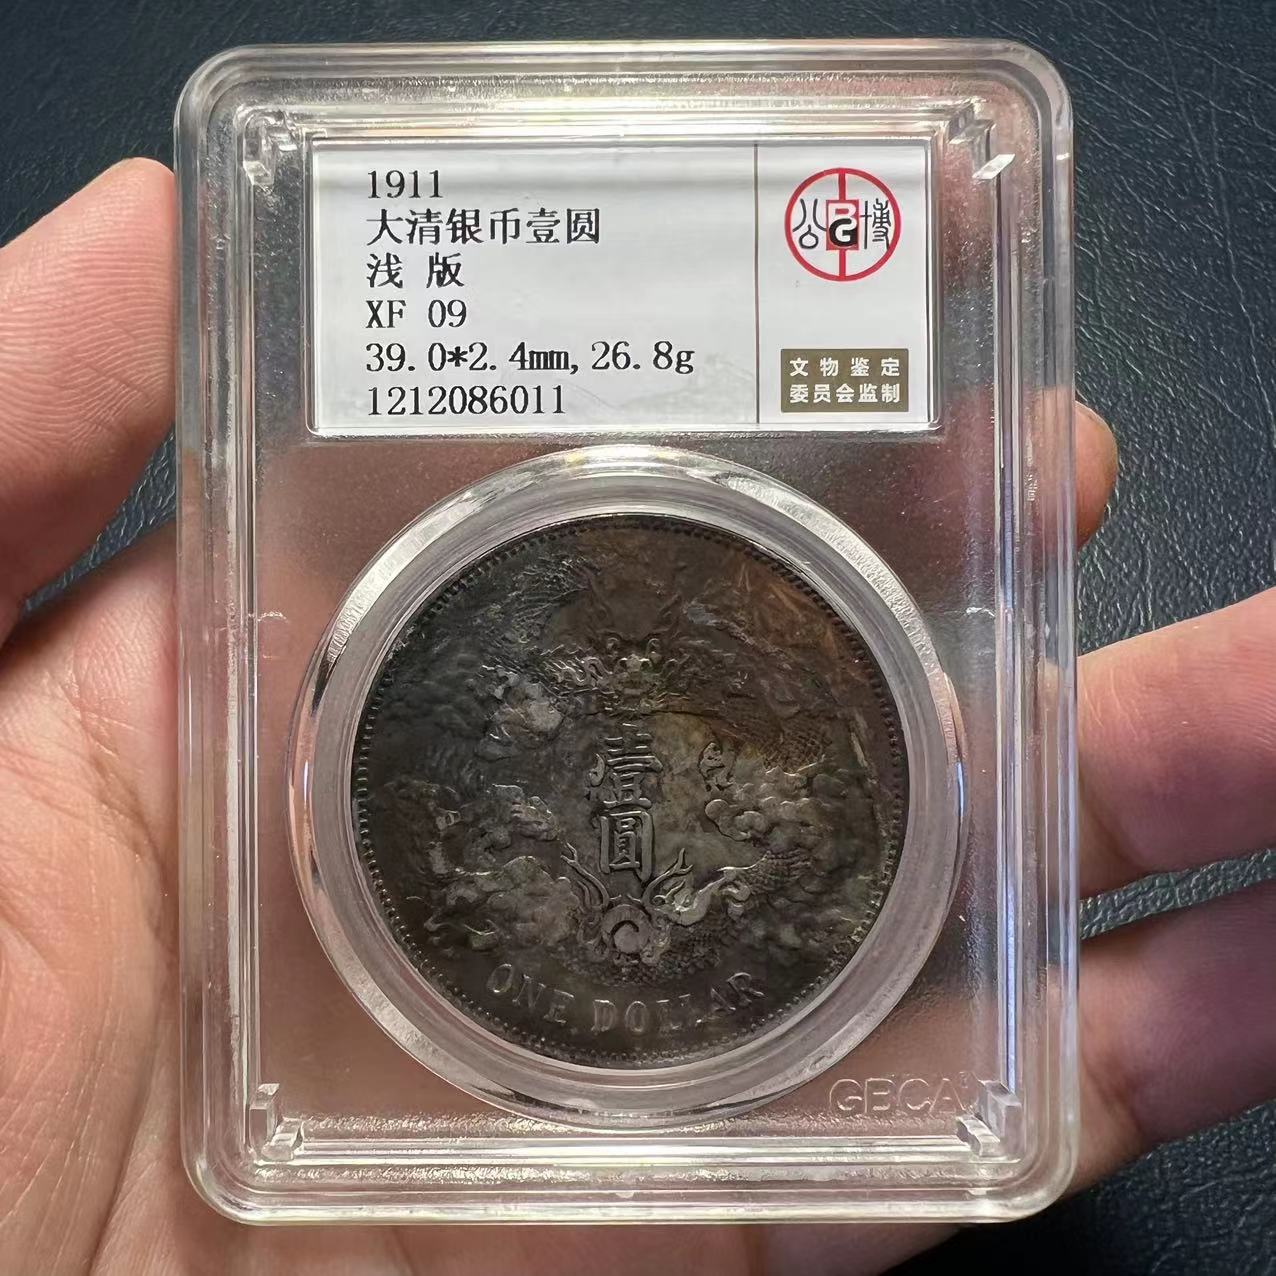 1911
大清银币壹圆
浅 版
XF 09
39.0*2.4mm,26.8g
1212086011
公 博
BG
文物鉴定
委员会监制
壹圓
ONE DOLLAR
GBCA